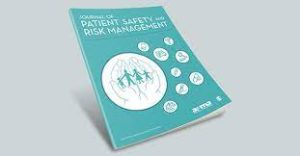 JOURNAL OF
PATIENT SAFETY AND
RISK MANAGEMENT